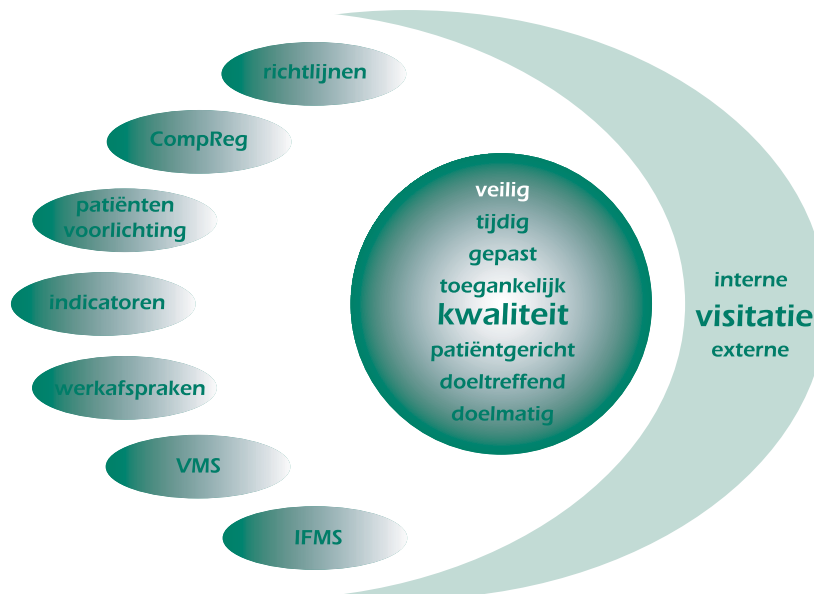 richtlijnen
CompReg
patiënten
voorlichting
indicatoren
werkafspraken
VMS
IFMS
veilig
tijdig
gepast
toegankelijk
kwaliteit
patiëntgericht
doeltreffend
doelmatig
interne
visitatie
externe